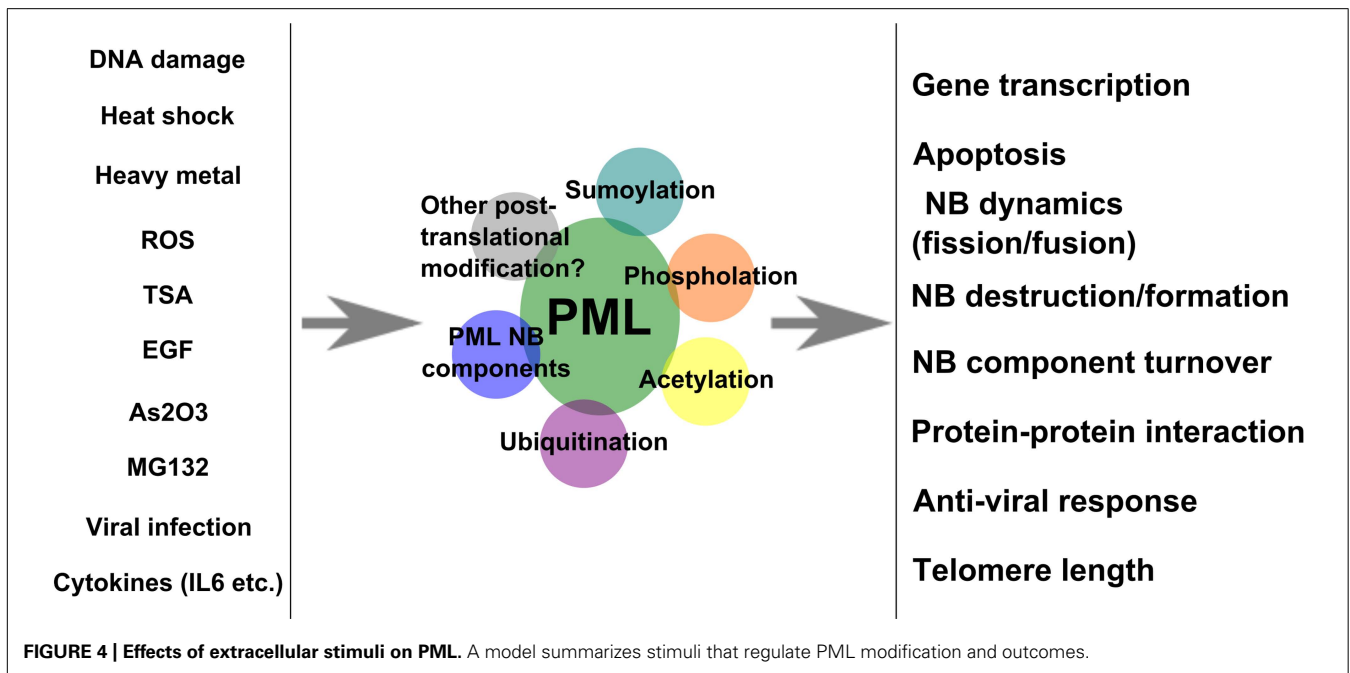 DNA damage
Heat shock
Heavy metal
ROS
TSA
EGF
As2O3
MG132
Viral infection
Cytokines (IL6 etc.)
Other post-
translational
modification?
Sumoylation
Phospholation
PML
PML NB
components
Acetylation
Ubiquitination
Gene transcription
Apoptosis
NB dynamics
(fission/fusion)
NB destruction/formation
NB component turnover
Protein-protein interaction
Anti-viral response
Telomere length
FIGURE 4 | Effects of extracellular stimuli on PML. A model summarizes stimuli that regulate PML modification and outcomes.